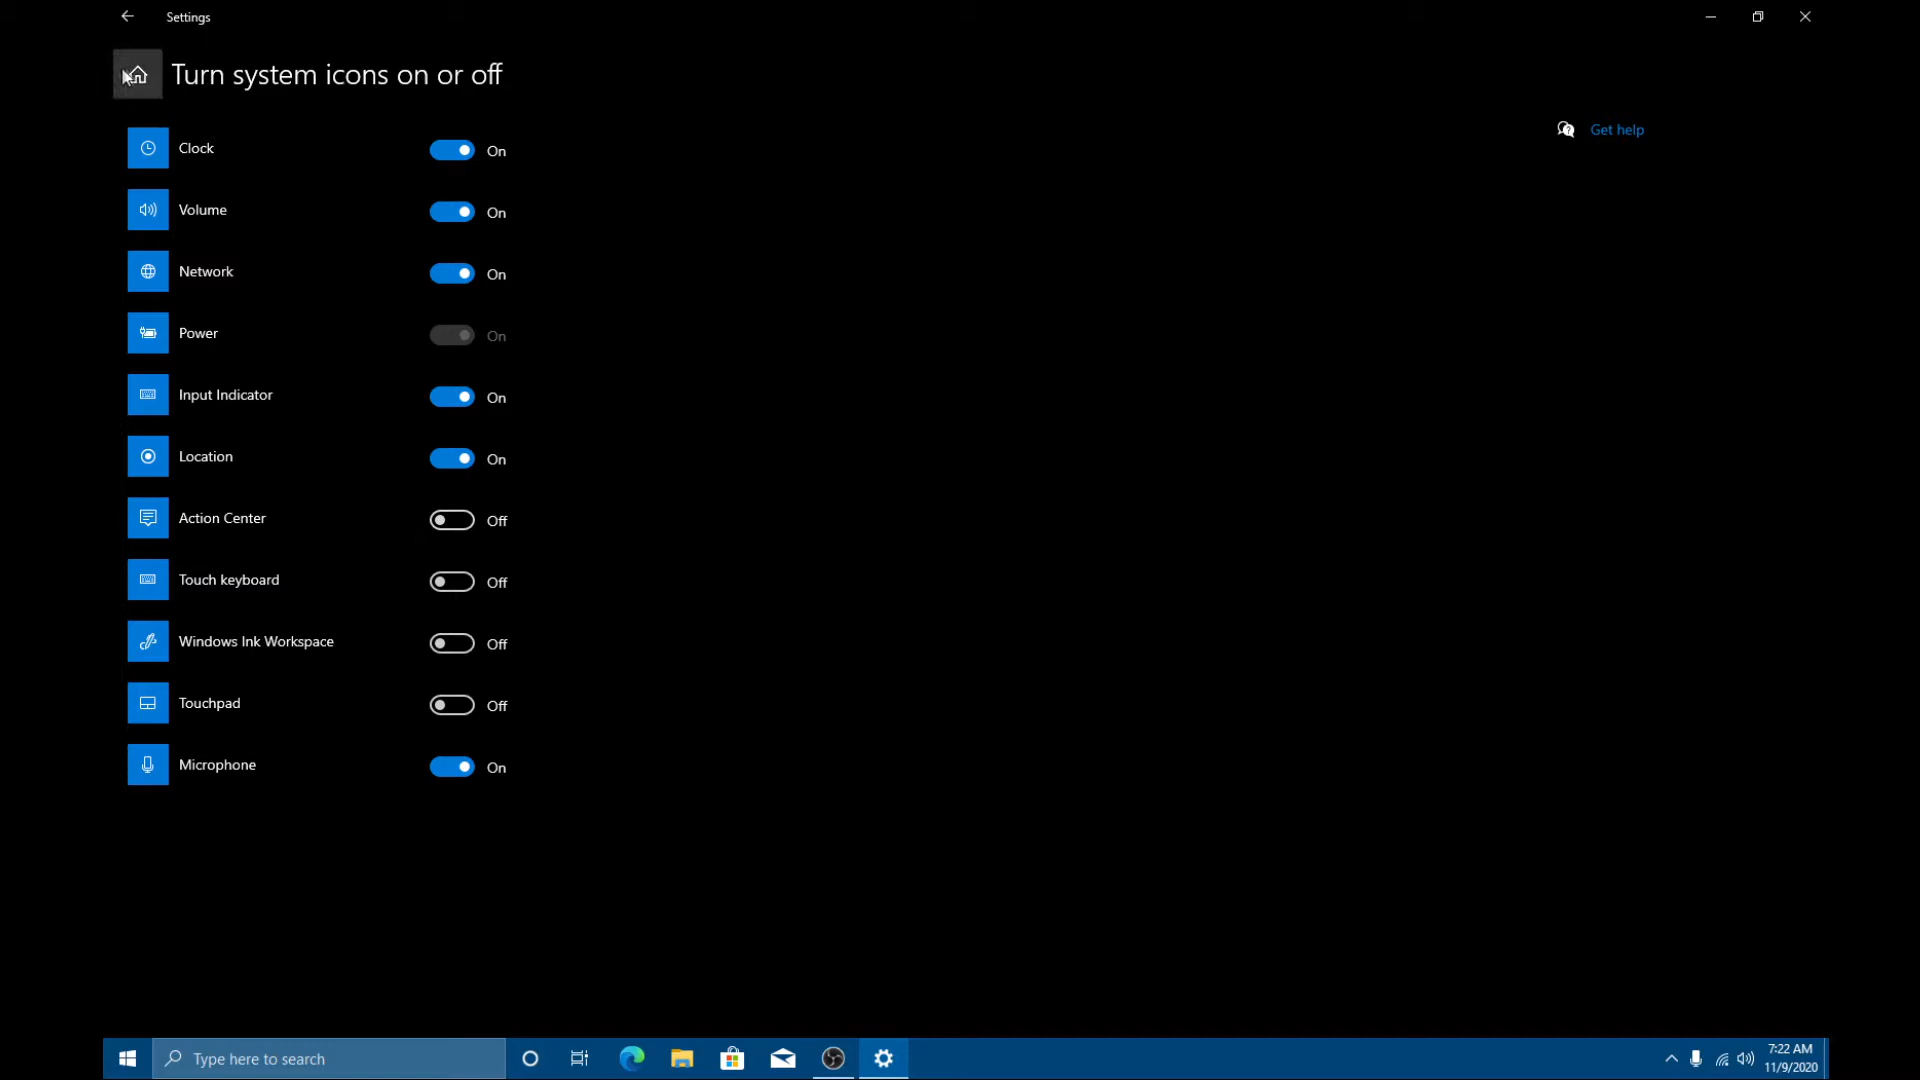 Settings
Turn system icons on or off
Get help
Clock On
Volume On
Network On
Power On
Input Indicator On
Location On
Action Center Off
Touch keyboard Off
Windows Ink Workspace Off
Touchpad Off
Microphone On
Type here to search
7:22 AM
11/9/2020